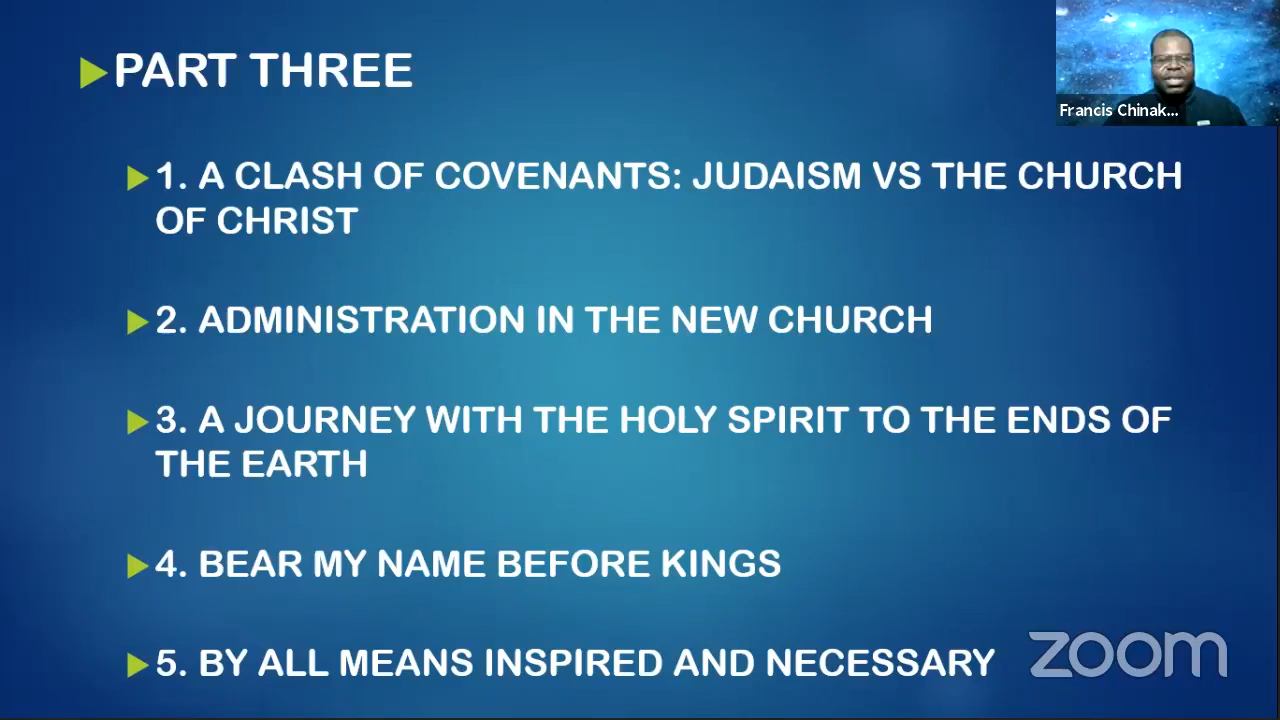 PART THREE
Francis Chinak...
1. A CLASH OF COVENANTS: JUDAISM VS THE CHURCH
OF CHRIST
2. ADMINISTRATION IN THE NEW CHURCH
3. A JOURNEY WITH THE HOLY SPIRIT TO THE ENDS OF
THE EARTH
4. BEAR MY NAME BEFORE KINGS
5. BY ALL MEANS INSPIRED AND NECESSARY
zoom